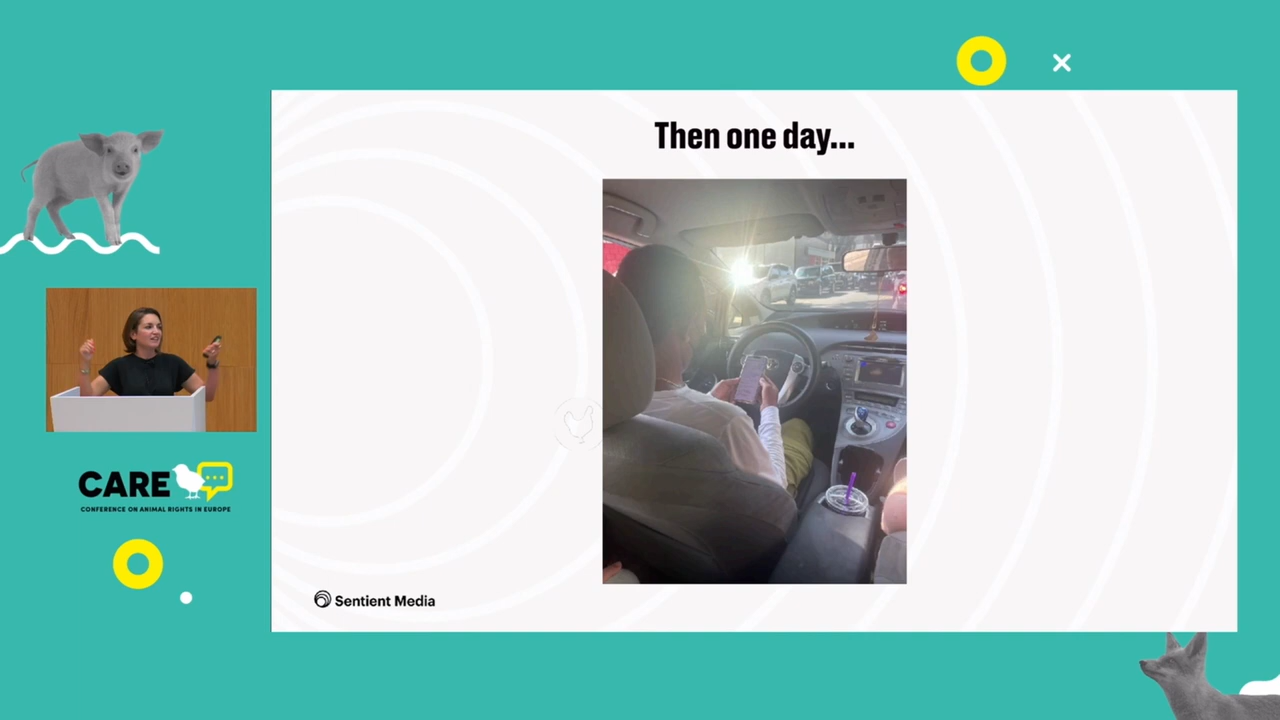 Then one day...
CARE
CONFERENCE ON ANIMAL RIGHTS IN EUROPE
Sentient Media